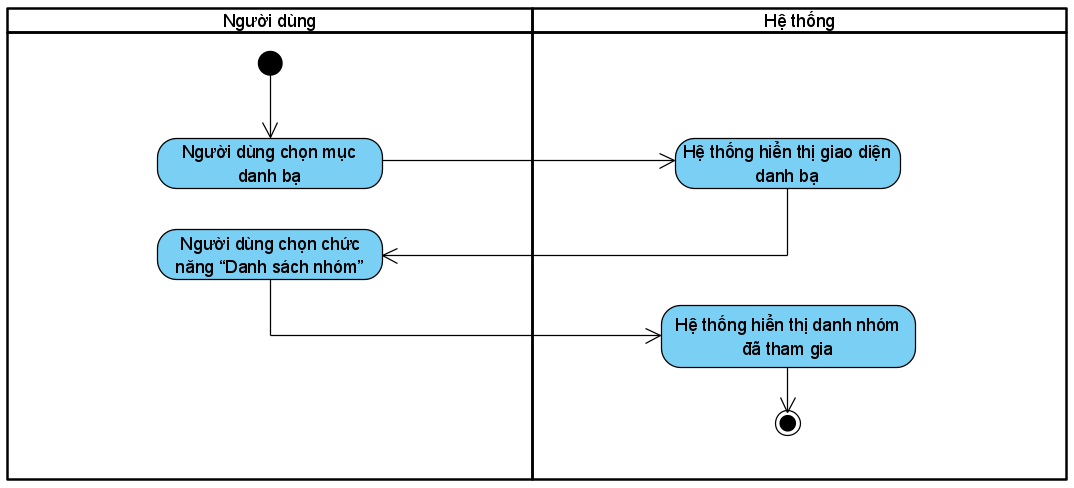 Người dùng
Hệ thống
Người dùng chọn mục
danh bạ
Hệ thống hiển thị giao diện
danh bạ
Người dùng chọn chức
năng “Danh sách nhóm”
Hệ thống hiển thị danh nhóm
đã tham gia